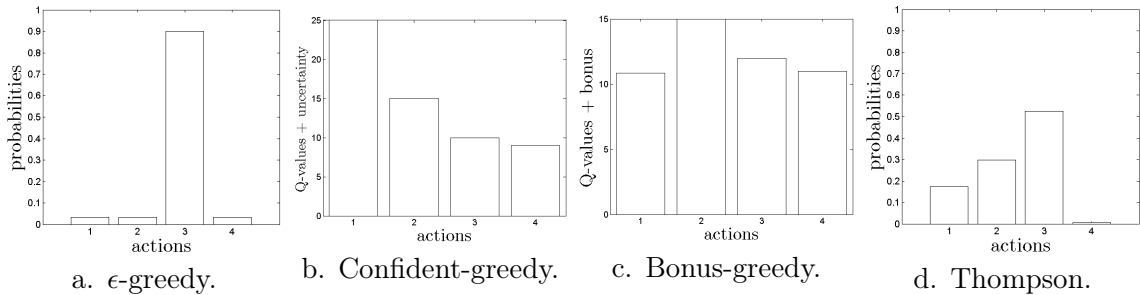 1
0.9
0.8
0.7
0.6
0.5
0.4
0.3
0.2
0.1
0
probabilities
1 2 3 4
actions
a. ϵ-greedy.
25
20
15
10
5
0
Q-values + uncertainty
1 2 3 4
actions
b. Confident-greedy.
15
10
5
0
Q-values + bonus
1 2 3 4
actions
c. Bonus-greedy.
1
0.9
0.8
0.7
0.6
0.5
0.4
0.3
0.2
0.1
0
probabilities
1 2 3 4
actions
d. Thompson.